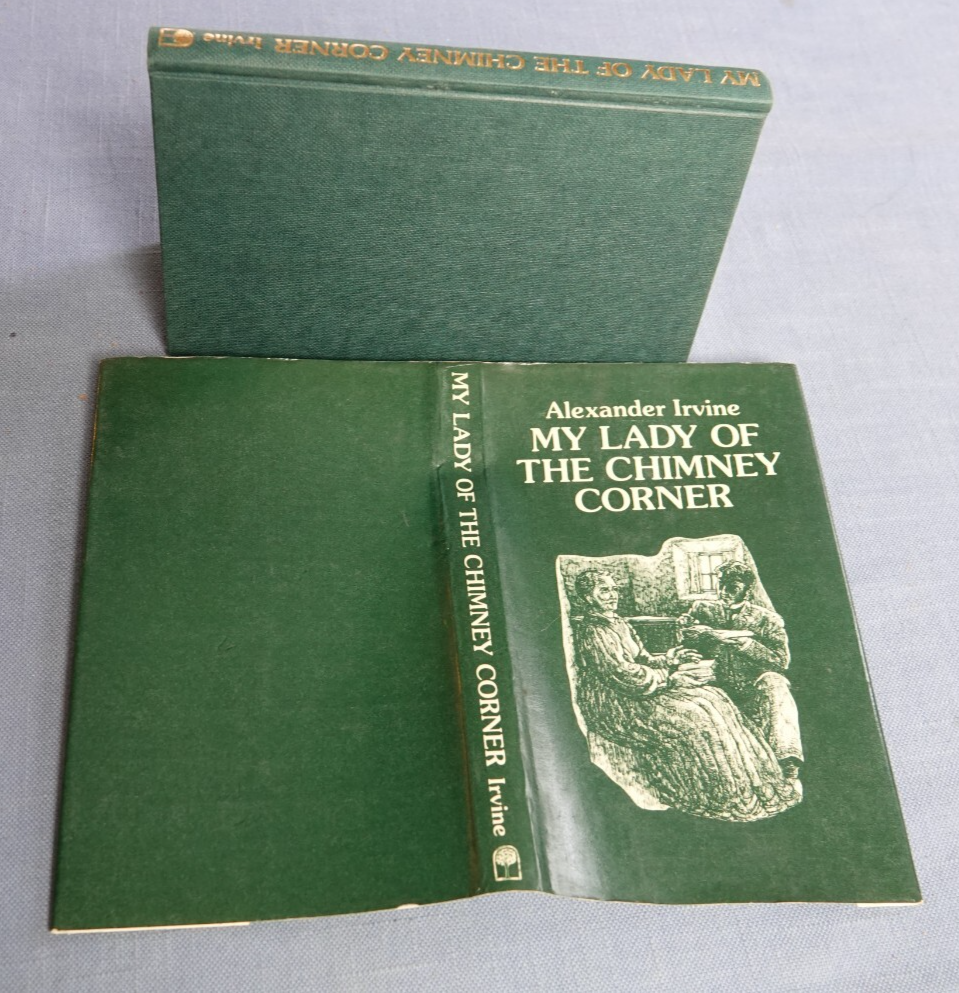 MY LADY OF THE CHIMNEY CORNER Irvine
MY LADY OF THE CHIMNEY CORNER Irvine
Alexander Irvine
MY LADY OF
THE CHIMNEY
CORNER